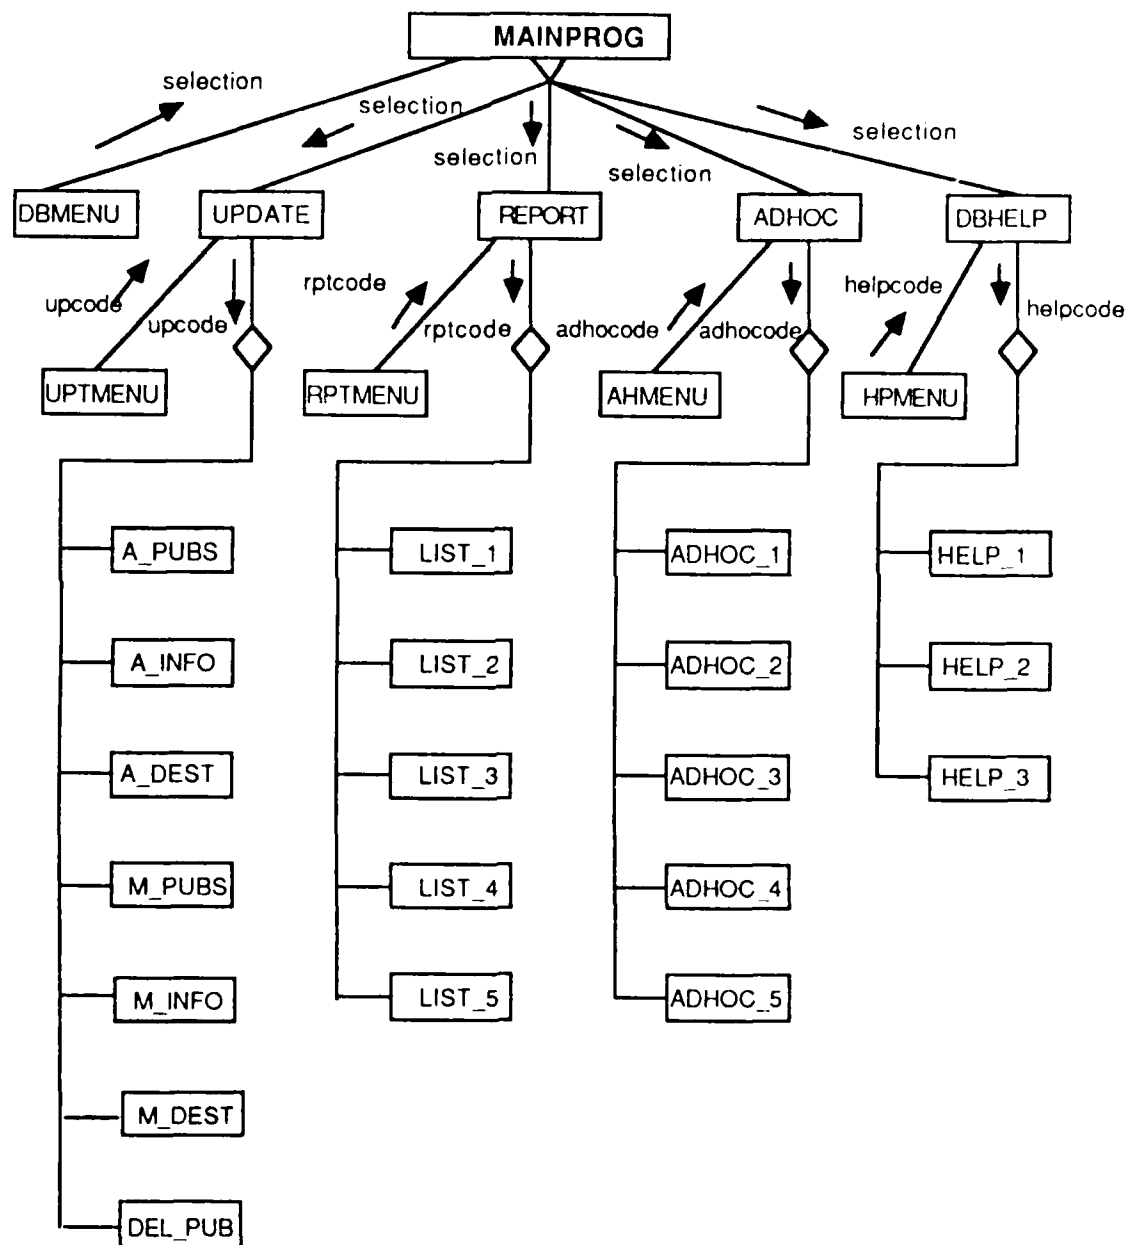 MAINPROG
selection
selection
selection
selection
selection
DBMENU
UPDATE
REPORT
ADHOC
DBHELP
upcode
upcode
rptcode
rptcode
adhocode
adhocode
helpcode
helpcode
UPTMENU
RPTMENU
AHMENU
HPMENU
A_PUBS
LIST_1
ADHOC_1
HELP_1
A_INFO
LIST_2
ADHOC_2
HELP_2
A_DEST
LIST_3
ADHOC_3
HELP_3
M_PUBS
LIST_4
ADHOC_4
M_INFO
LIST_5
ADHOC_5
M_DEST
DEL_PUB